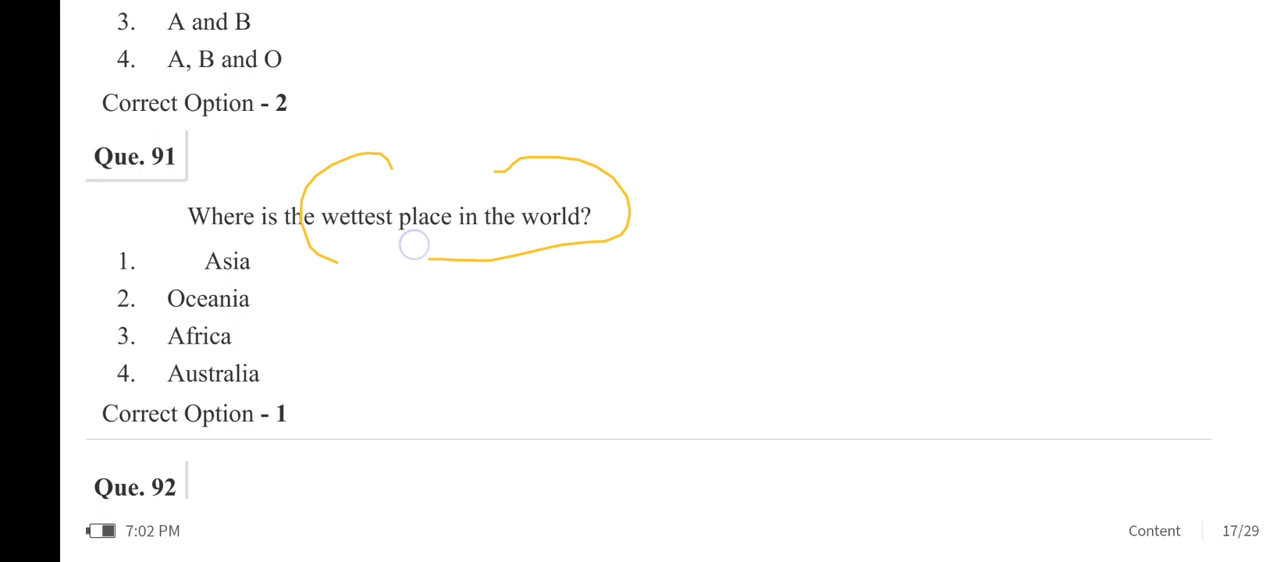 3. A and B
4. A, B and O
Correct Option - 2
Que. 91
Where is the wettest place in the world?
1. Asia
2. Oceania
3. Africa
4. Australia
Correct Option - 1
Que. 92
7:02 PM Content 17/29